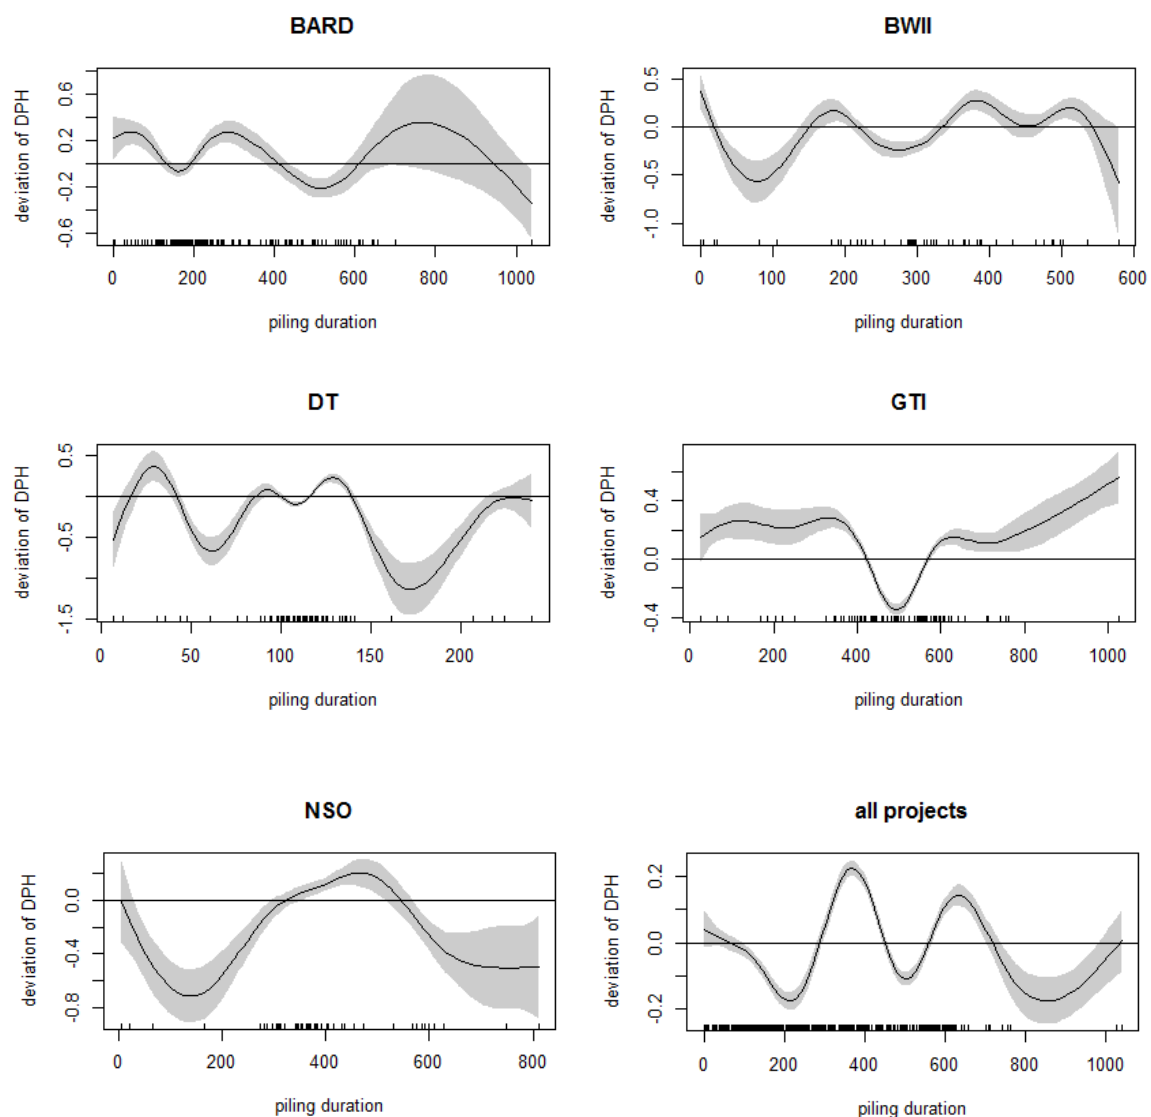 BARD
deviation of DPH
-0.6 -0.2 0.2 0.6
0 200 400 600 800 1000
piling duration
BWII
deviation of DPH
-1.0 -0.5 0.0 0.5
0 100 200 300 400 500 600
piling duration
DT
deviation of DPH
-1.5 -0.5 0.5
0 50 100 150 200
piling duration
GTI
deviation of DPH
-0.4 0.0 0.4
0 200 400 600 800 1000
piling duration
NSO
deviation of DPH
-0.8 -0.4 0.0
0 200 400 600 800
piling duration
all projects
deviation of DPH
-0.2 0.0 0.2
0 200 400 600 800 1000
piling duration